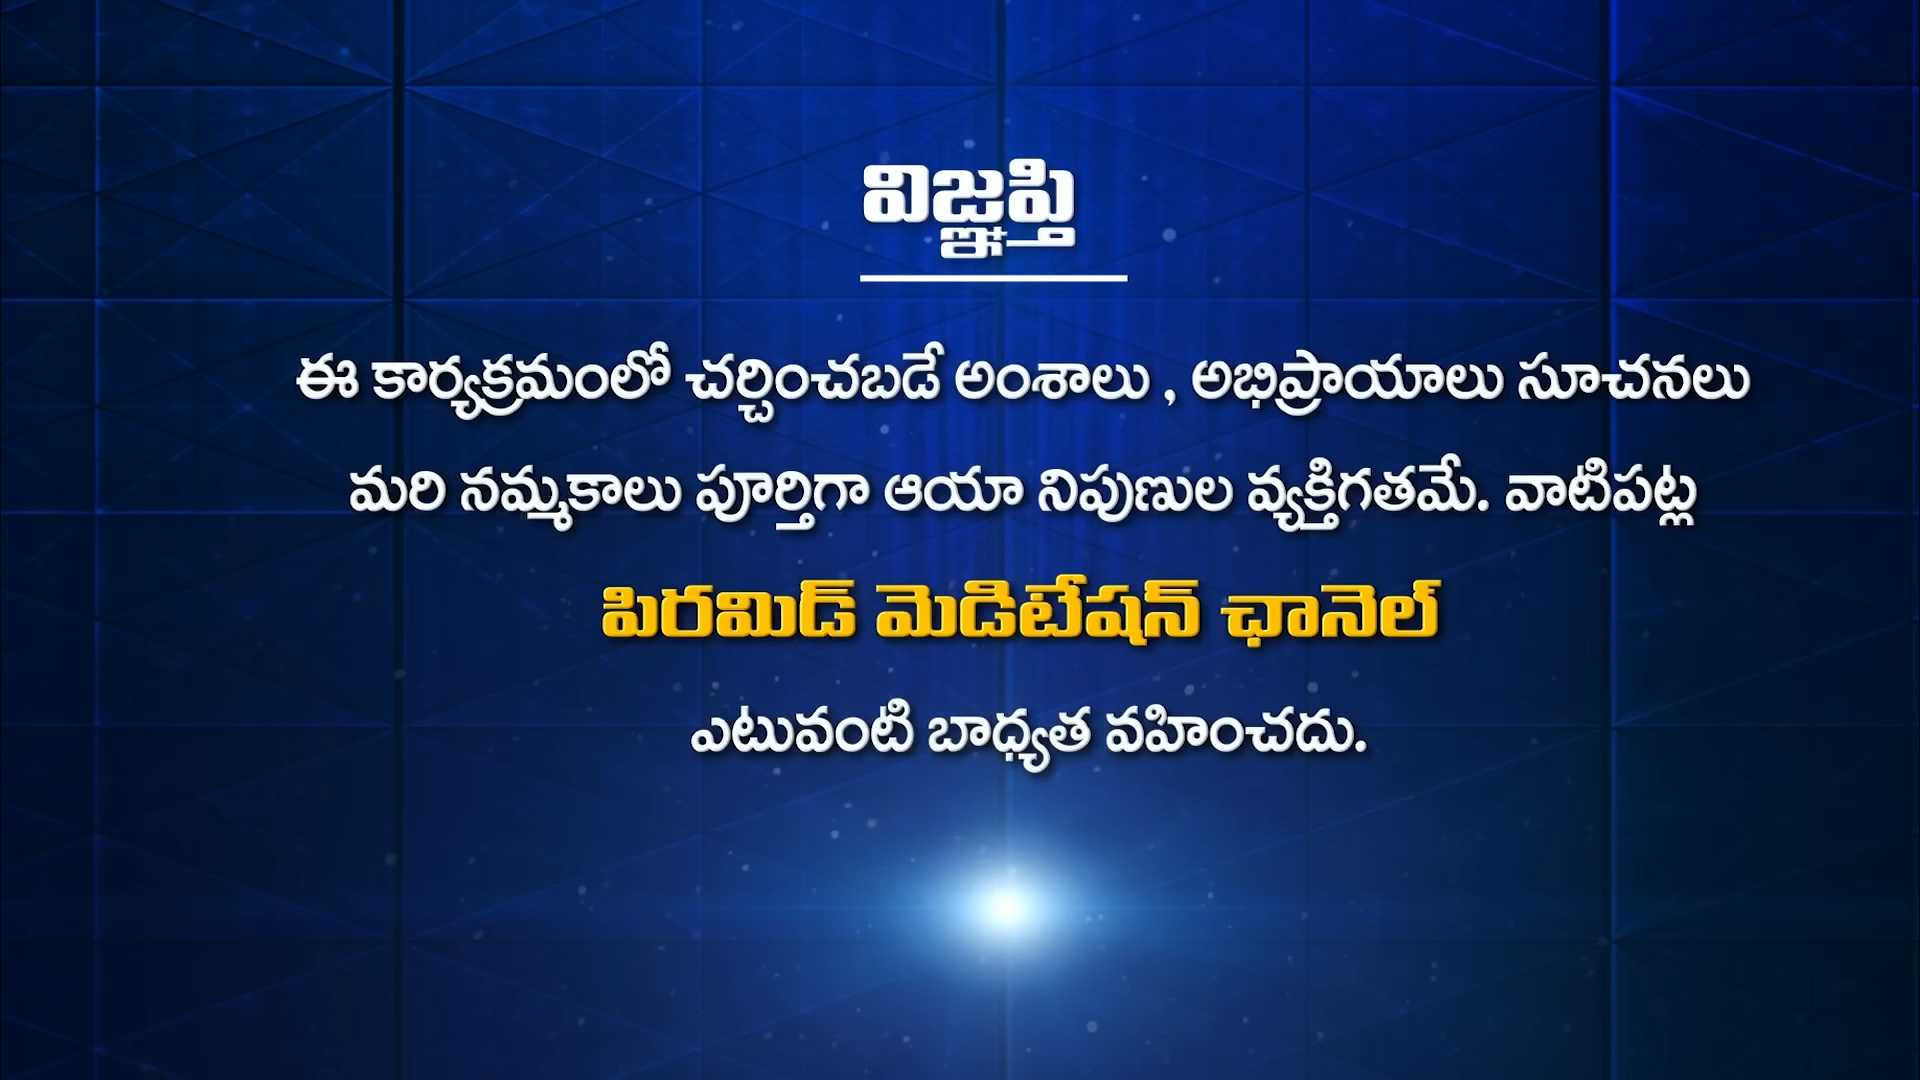 విజ్ఞప్తి
ఈ కార్యక్రమంలో చర్చించబడే అంశాలు , అభిప్రాయాలు సూచనలు
మరి నమ్మకాలు పూర్తిగా ఆయా నిపుణుల వ్యక్తిగతమే. వాటిపట్ల
పిరమిడ్ మెడిటేషన్ ఛానెల్
ఎటువంటి బాధ్యత వహించదు.